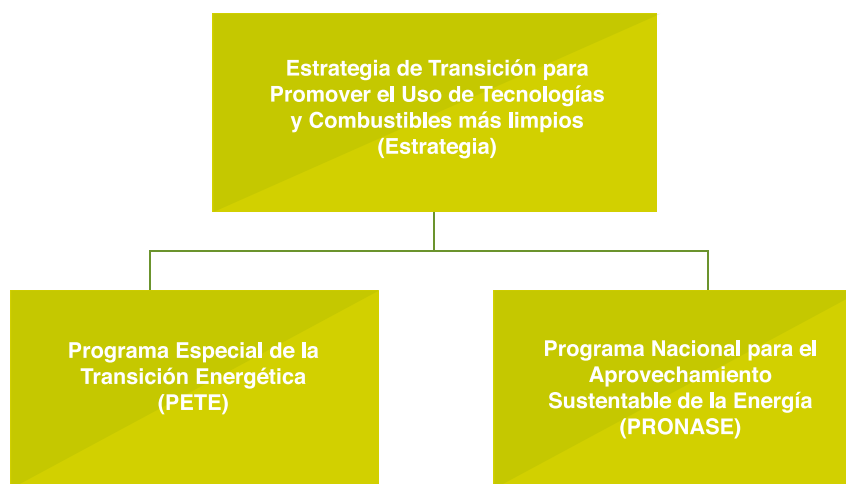 Estrategia de Transición para
Promover el Uso de Tecnologías
y Combustibles más limpios
(Estrategia)
Programa Especial de la
Transición Energética
(PETE)
Programa Nacional para el
Aprovechamiento
Sustentable de la Energía
(PRONASE)